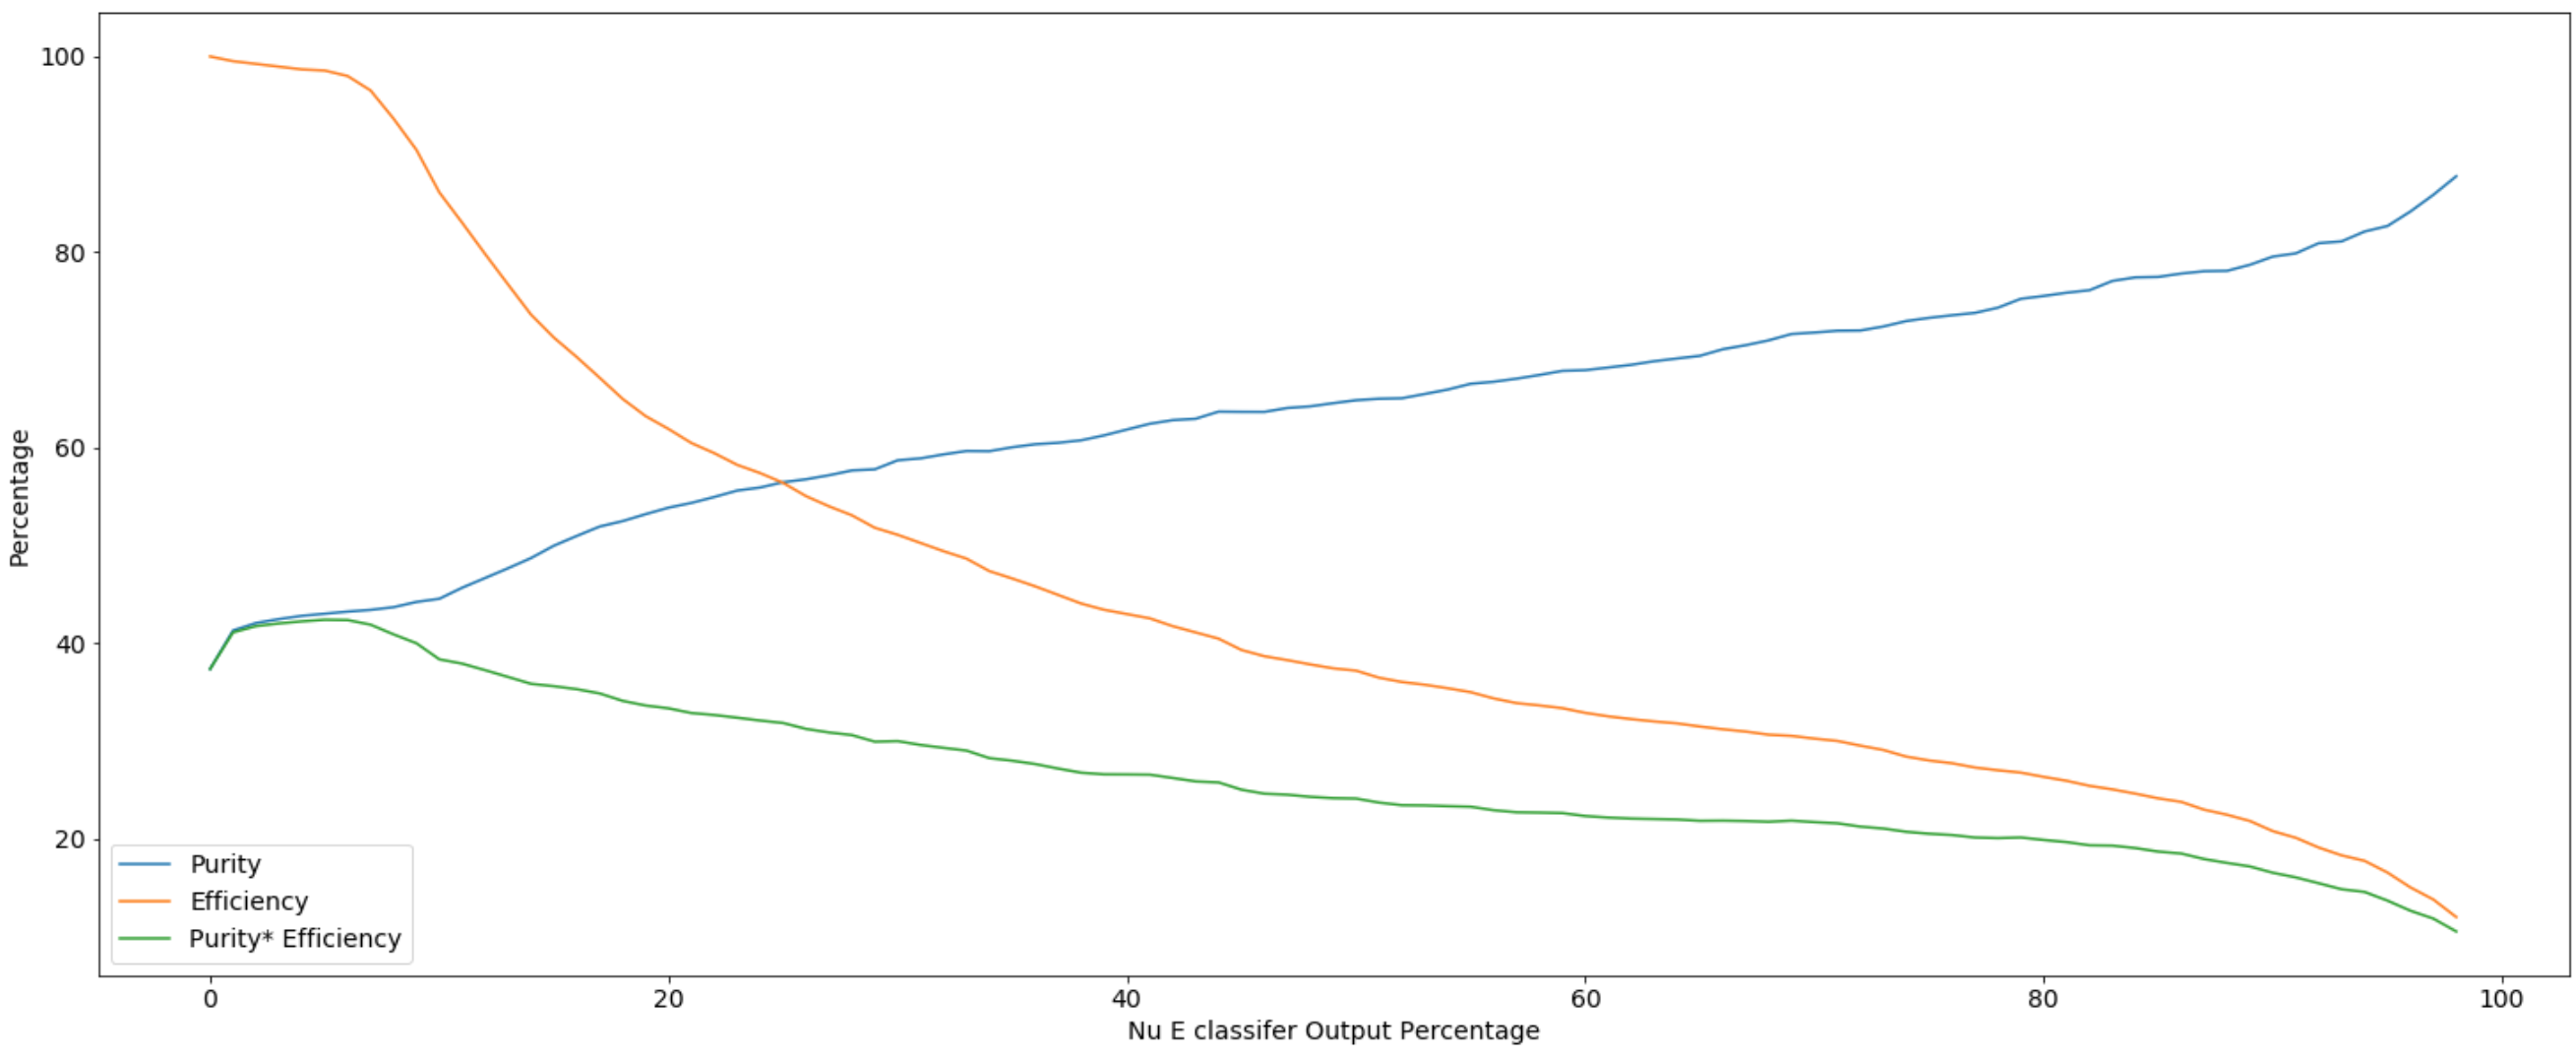 100
80
60
40
20
Percentage
Purity
Efficiency
Purity* Efficiency
0 20 40 60 80 100
Nu E classifer Output Percentage